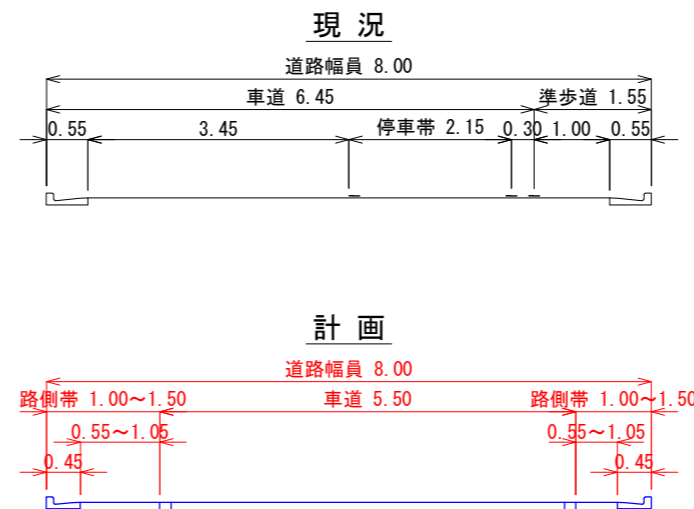 現 況
道路幅員 8.00
車道 6.45 準歩道 1.55
0.55 3.45 停車帯 2.15 0.30 1.00 0.55
計 画
道路幅員 8.00
路側帯 1.00～1.50 車道 5.50 路側帯 1.00～1.50
0.55～1.05 0.55～1.05
0.45 0.45